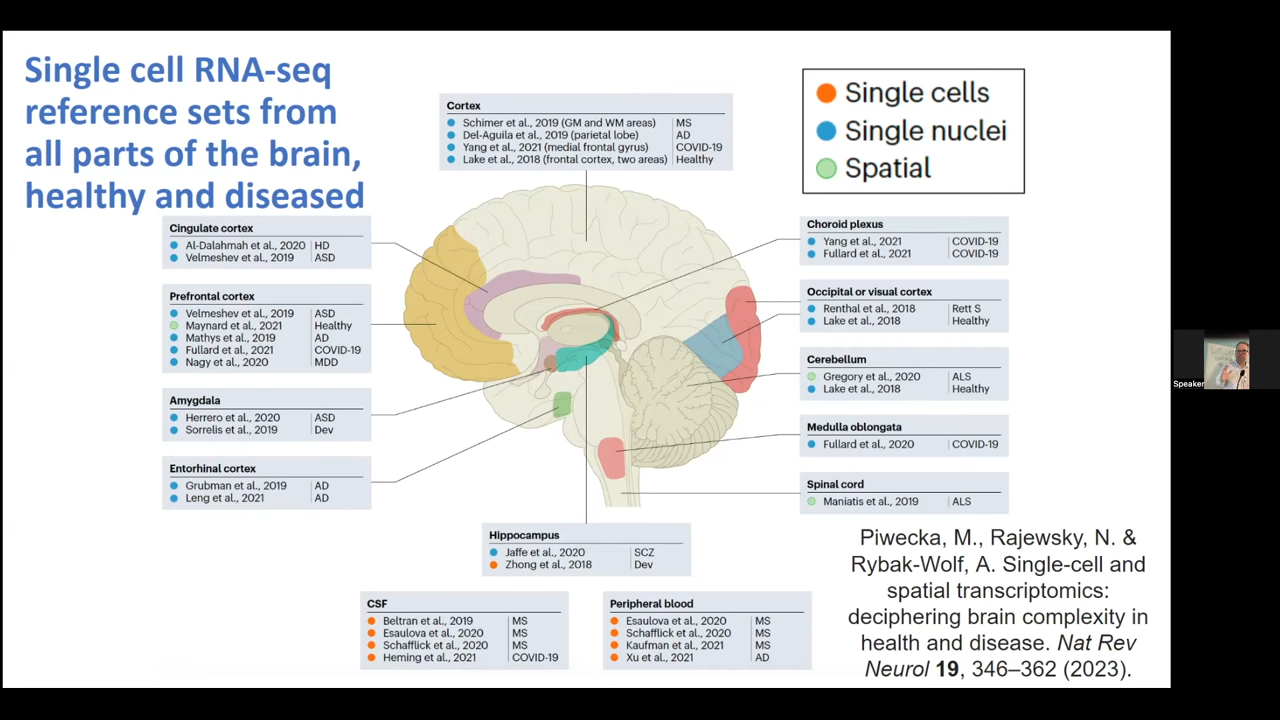 Single cell RNA-seq
reference sets from
all parts of the brain,
healthy and diseased
Cortex
Schimer et al., 2019 (GM and WM areas) MS
Del-Aguila et al., 2019 (parietal lobe) AD
Yang et al., 2021 (medial frontal gyrus) COVID-19
Lake et al., 2018 (frontal cortex, two areas) Healthy
Single cells
Single nuclei
Spatial
Cingulate cortex
Al-Dalahmah et al., 2020 HD
Velmeshev et al., 2019 ASD
Prefrontal cortex
Velmeshev et al., 2019 ASD
Maynard et al., 2021 Healthy
Mathys et al., 2019 AD
Fullard et al., 2021 COVID-19
Nagy et al., 2020 MDD
Amygdala
Herrero et al., 2020 ASD
Sorrelis et al., 2019 Dev
Entorhinal cortex
Grubman et al., 2019 AD
Leng et al., 2021 AD
Choroid plexus
Yang et al., 2021 COVID-19
Fullard et al., 2021 COVID-19
Occipital or visual cortex
Renthal et al., 2018 Rett S
Lake et al., 2018 Healthy
Cerebellum
Gregory et al., 2020 ALS
Lake et al., 2018 Healthy
Medulla oblongata
Fullard et al., 2020 COVID-19
Spinal cord
Maniatis et al., 2019 ALS
Hippocampus
Jaffe et al., 2020 SCZ
Zhong et al., 2018 Dev
CSF
Beltran et al., 2019 MS
Esaulova et al., 2020 MS
Schafflick et al., 2020 MS
Heming et al., 2021 COVID-19
Peripheral blood
Esaulova et al., 2020 MS
Schafflick et al., 2020 MS
Kaufman et al., 2021 MS
Xu et al., 2021 AD
Piwecka, M., Rajewsky, N. &
Rybak-Wolf, A. Single-cell and
spatial transcriptomics:
deciphering brain complexity in
health and disease. Nat Rev
Neurol 19, 346–362 (2023).
Speaker